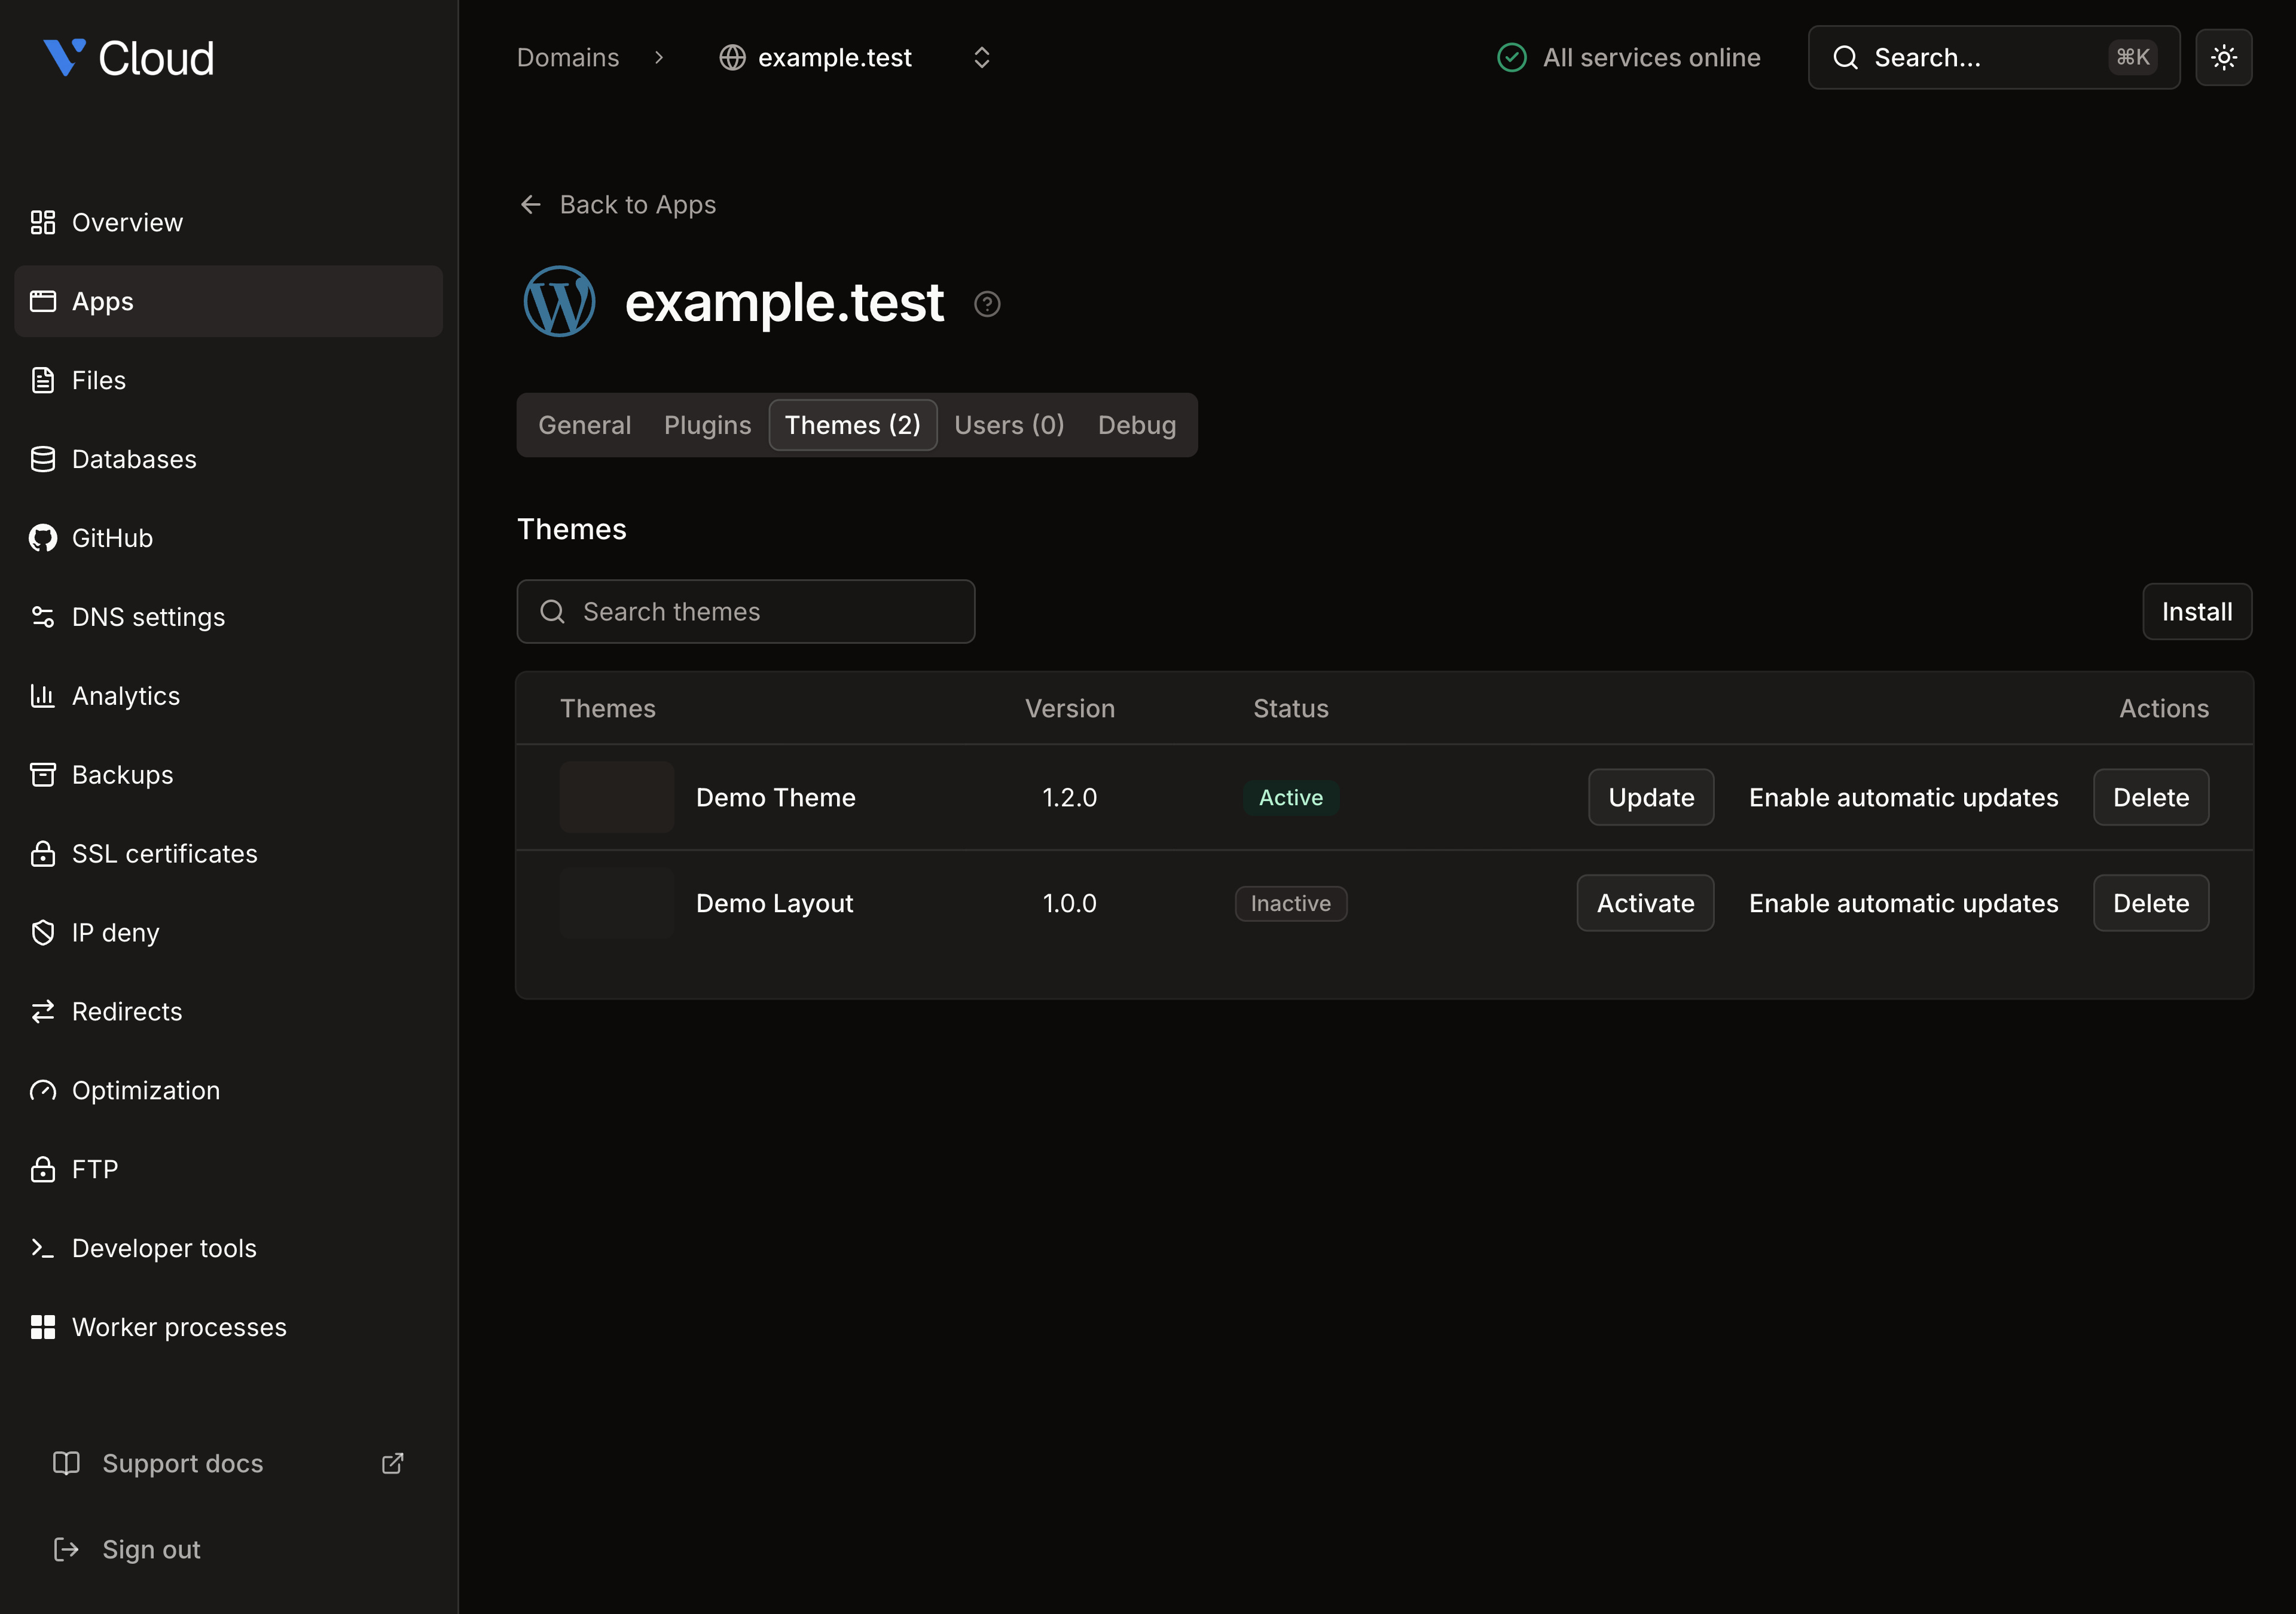 Cloud
Domains
example.test
All services online
Search...
⌘K
Overview
Apps
Files
Databases
GitHub
DNS settings
Analytics
Backups
SSL certificates
IP deny
Redirects
Optimization
FTP
Developer tools
Worker processes
Support docs
Sign out
Back to Apps
example.test
General Plugins Themes (2) Users (0) Debug
Themes
Search themes
Install
Themes Version Status Actions
Demo Theme 1.2.0 Active Update Enable automatic updates Delete
Demo Layout 1.0.0 Inactive Activate Enable automatic updates Delete